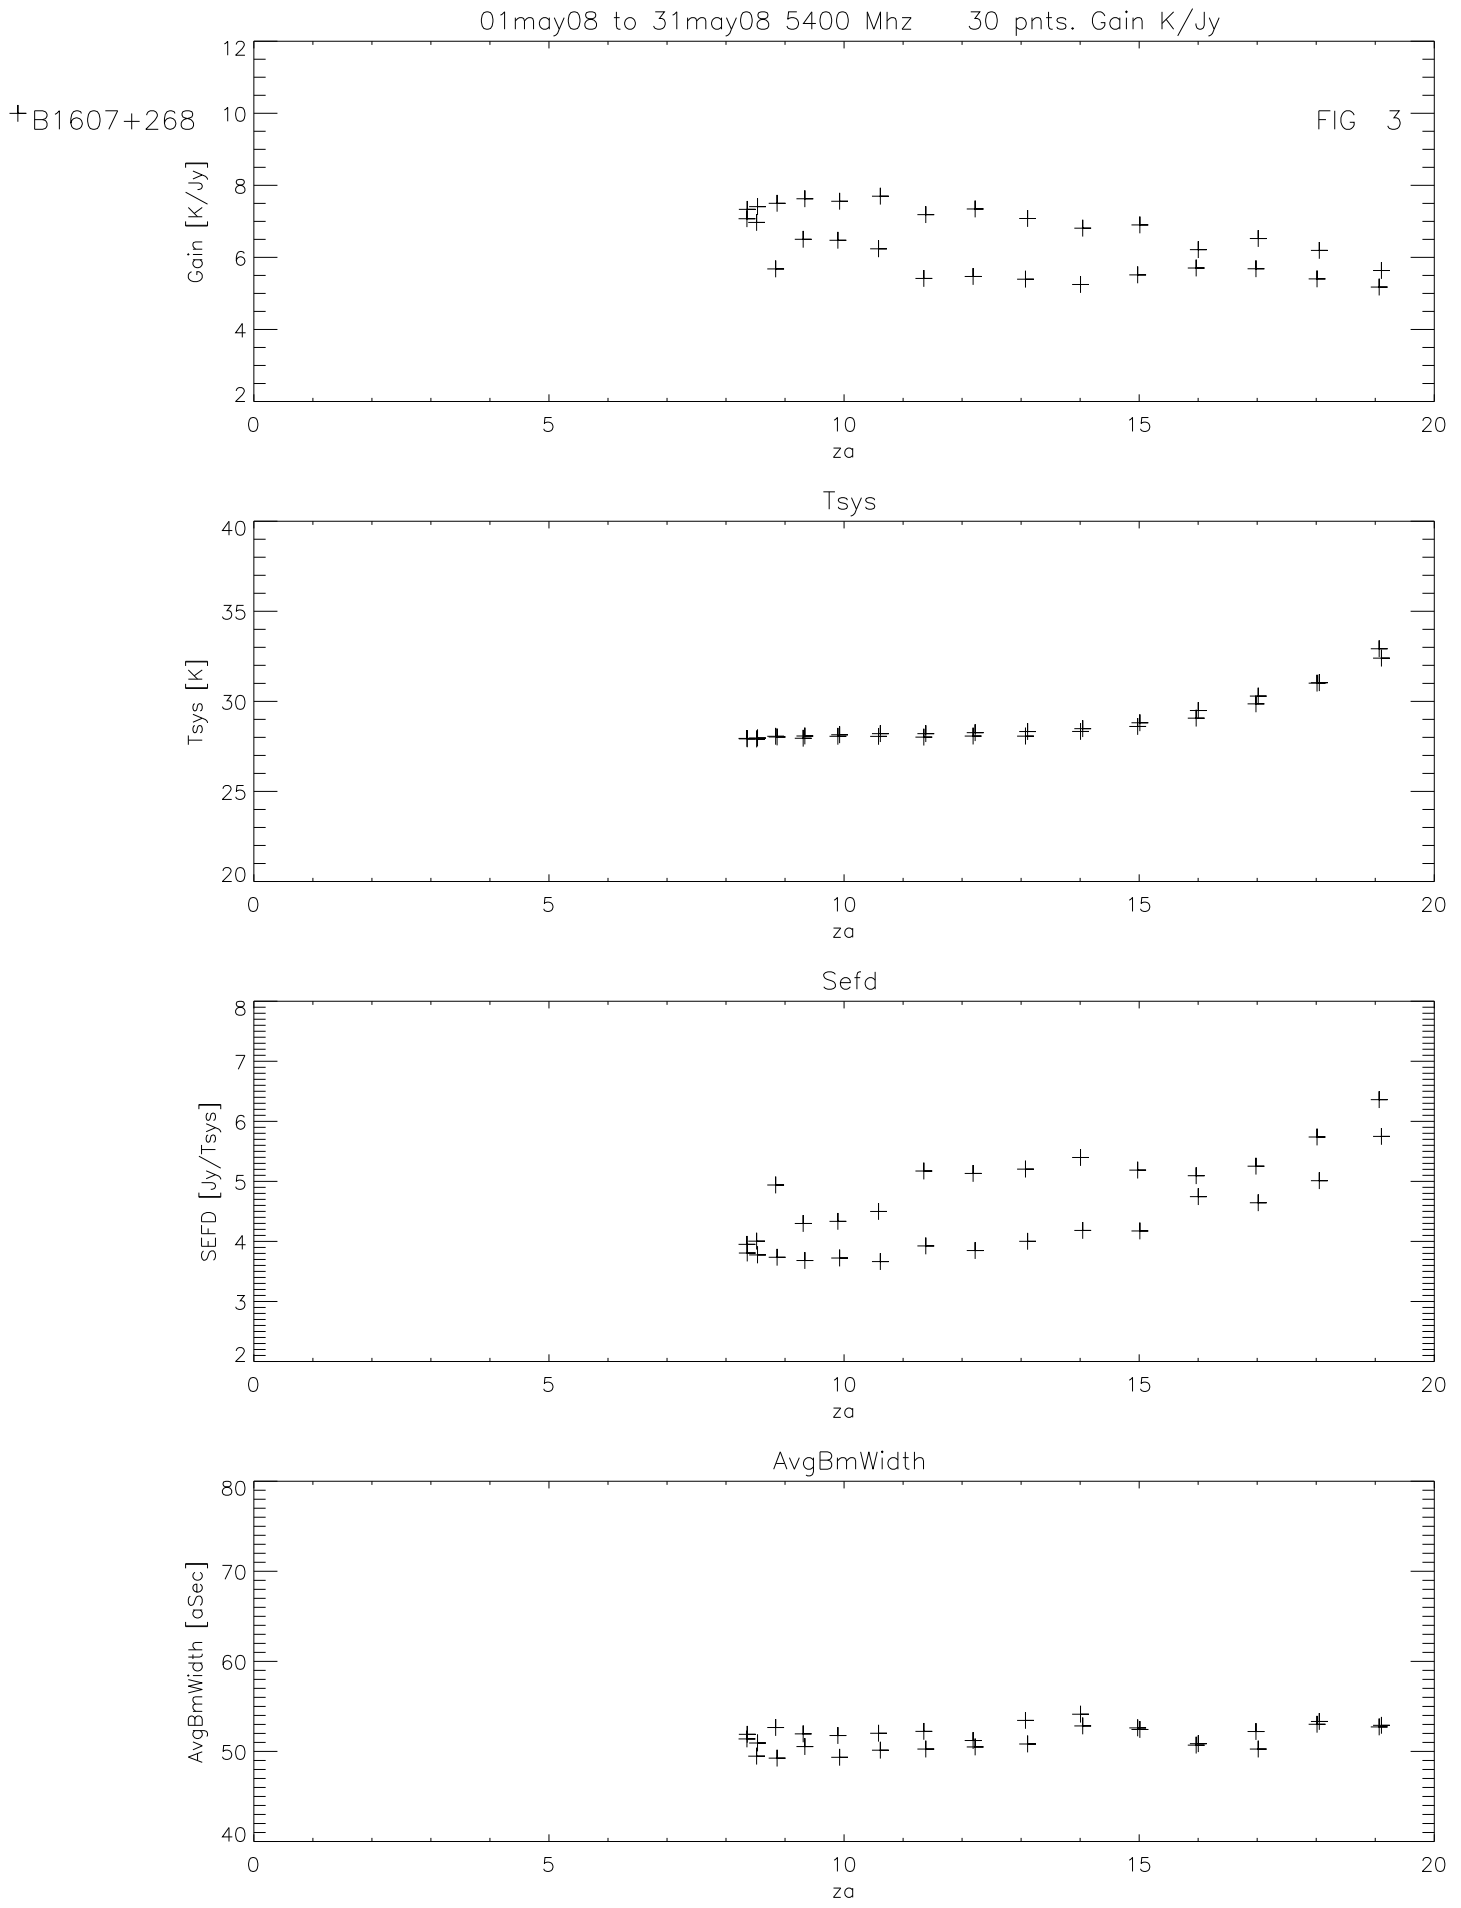 01may08 to 31may08 5400 Mhz 30 pnts. Gain K/Jy
+B1607+268
FIG 3
Gain [K/Jy]
12
10
8
6
4
2
0 5 10 15 20
za
Tsys
Tsys [K]
40
35
30
25
20
0 5 10 15 20
za
Sefd
SEFD [Jy/Tsys]
8
7
6
5
4
3
2
0 5 10 15 20
za
AvgBmWidth
AvgBmWidth [aSec]
80
70
60
50
40
0 5 10 15 20
za